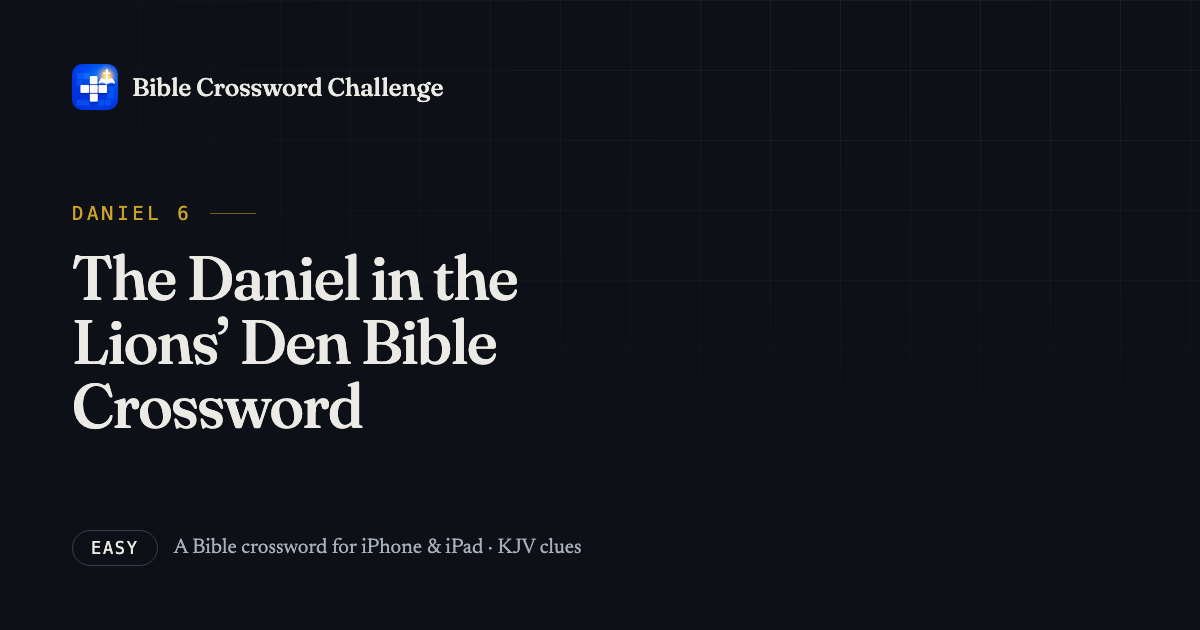 Bible Crossword Challenge
DANIEL 6
The Daniel in the
Lions’ Den Bible
Crossword
EASY
A Bible crossword for iPhone & iPad · KJV clues